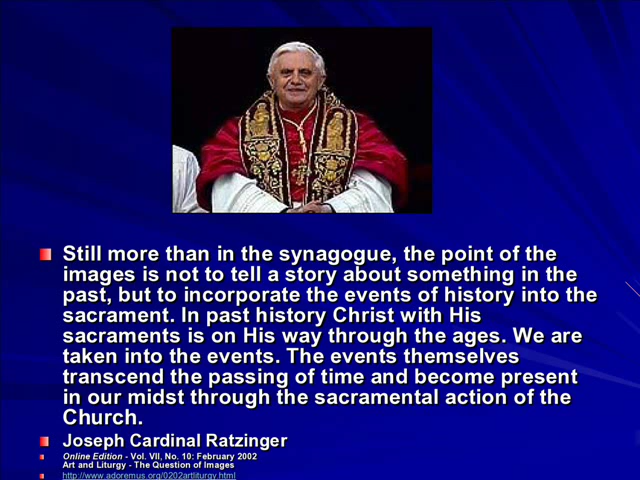 Still more than in the synagogue, the point of the
images is not to tell a story about something in the
past, but to incorporate the events of history into the
sacrament. In past history Christ with His
sacraments is on His way through the ages. We are
taken into the events. The events themselves
transcend the passing of time and become present
in our midst through the sacramental action of the
Church.
Joseph Cardinal Ratzinger
Online Edition - Vol. VII, No. 10: February 2002
Art and Liturgy - The Question of Images
http://www.adoremus.org/0202artliturgy.html